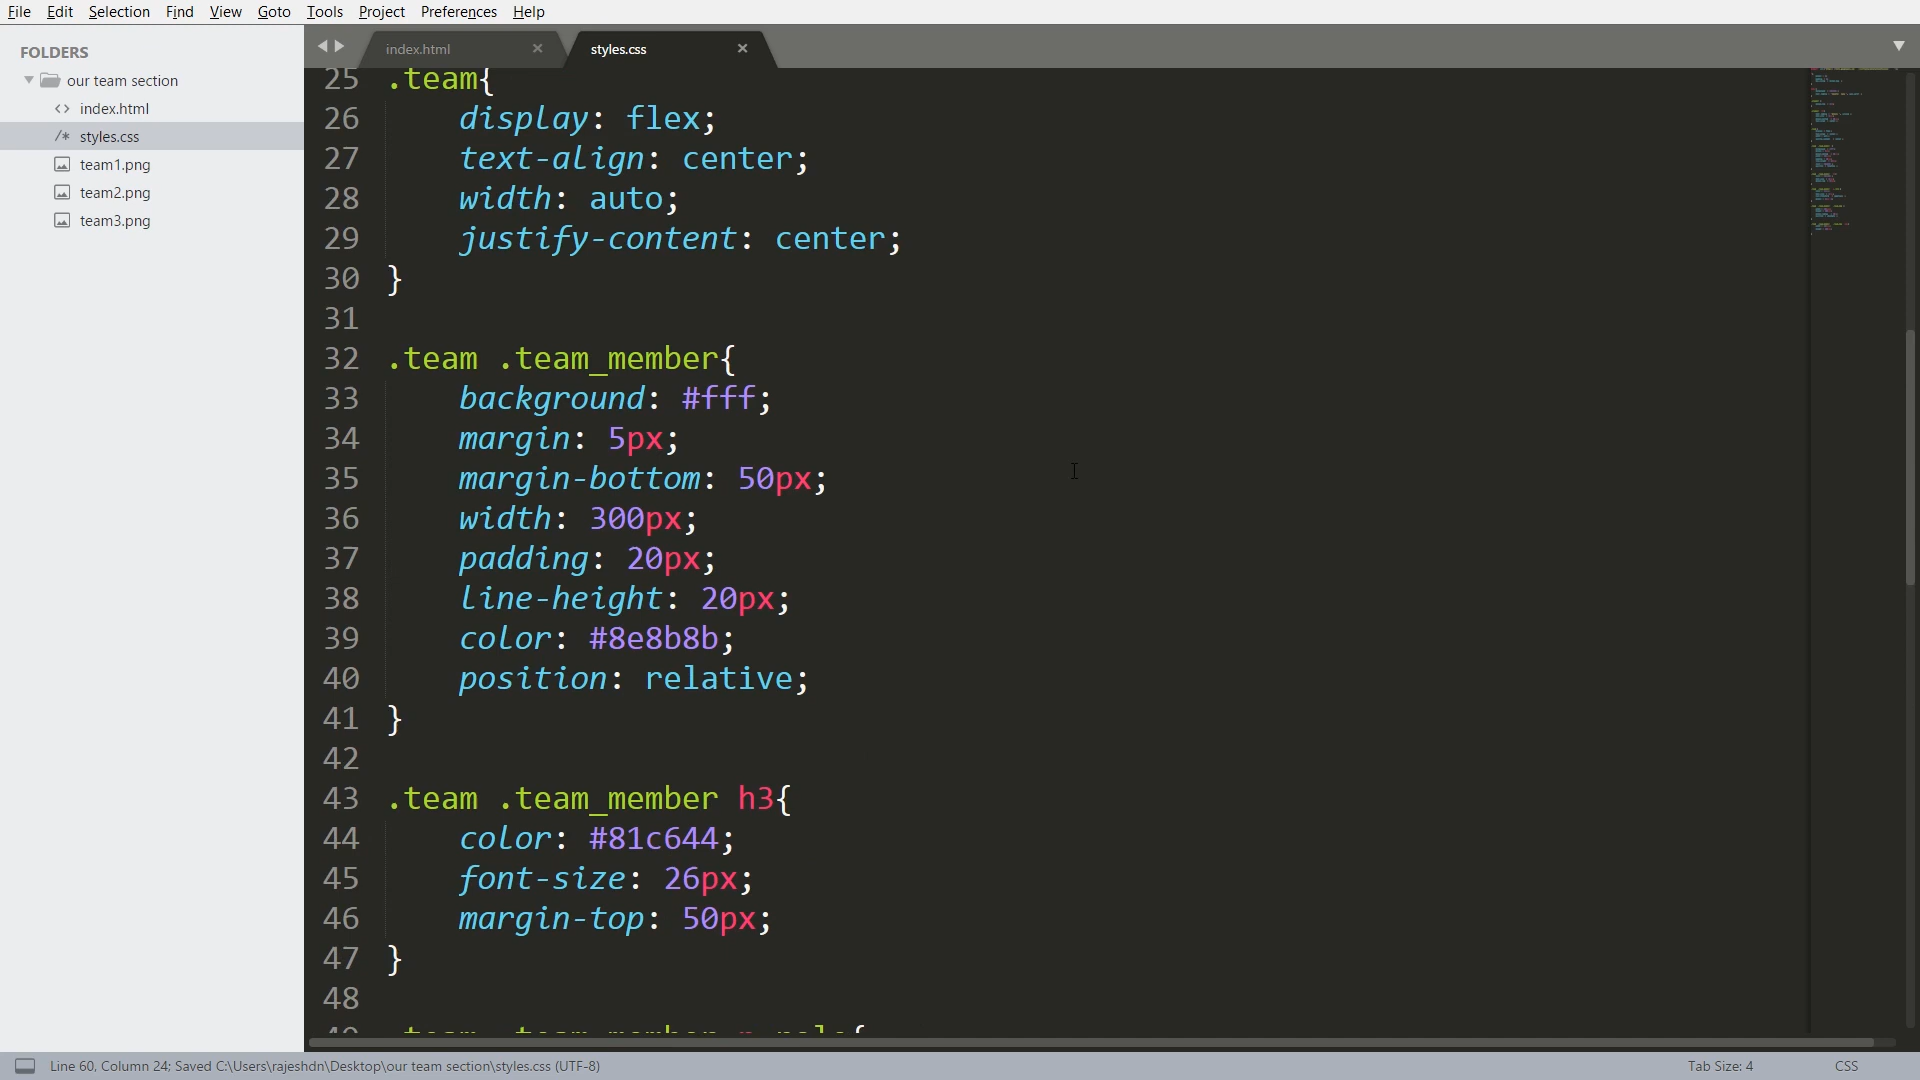 File Edit Selection Find View Goto Tools Project Preferences Help
FOLDERS
our team section
index.html
styles.css
team1.png
team2.png
team3.png
index.html × styles.css ×
25 .team{
26 display: flex;
27 text-align: center;
28 width: auto;
29 justify-content: center;
30 }
31
32 .team .team_member{
33 background: #fff;
34 margin: 5px;
35 margin-bottom: 50px;
36 width: 300px;
37 padding: 20px;
38 line-height: 20px;
39 color: #8e8b8b;
40 position: relative;
41 }
42
43 .team .team_member h3{
44 color: #81c644;
45 font-size: 26px;
46 margin-top: 50px;
47 }
48
Line 60, Column 24; Saved C:\Users\rajeshdn\Desktop\our team section\styles.css (UTF-8) Tab Size: 4 CSS